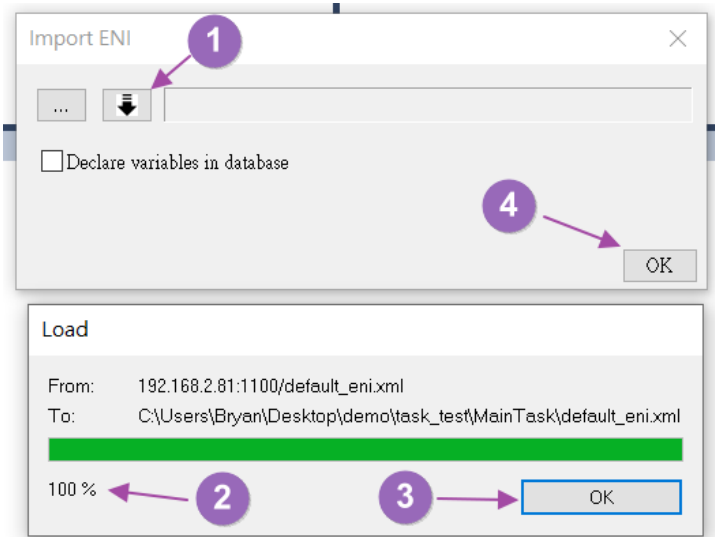 Import ENI
1
...
Declare variables in database
4
OK
Load
From: 192.168.2.81:1100/default_eni.xml
To: C:\Users\Bryan\Desktop\demo\task_test\MainTask\default_eni.xml
100 %
2
3
OK